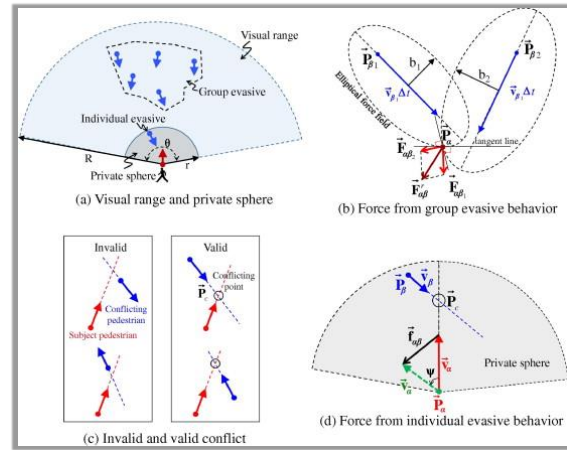 Visual range
Group evasive
Individual evasive
θ
R
r
Private sphere
(a) Visual range and private sphere
P⃗β1
b1
P⃗β2
b2
v⃗β1Δt
v⃗β1Δt
Elliptical force field
P⃗α
tangent line
F⃗αβ2
F⃗rαβ
F⃗αβ1
(b) Force from group evasive behavior
Invalid
Valid
Conflicting
point
P⃗c
Conflicting
pedestrian
Subject pedestrian
(c) Invalid and valid conflict
P⃗β
v⃗β
P⃗c
f⃗αβ
v⃗α
Private sphere
ψ
v⃗α
P⃗α
(d) Force from individual evasive behavior